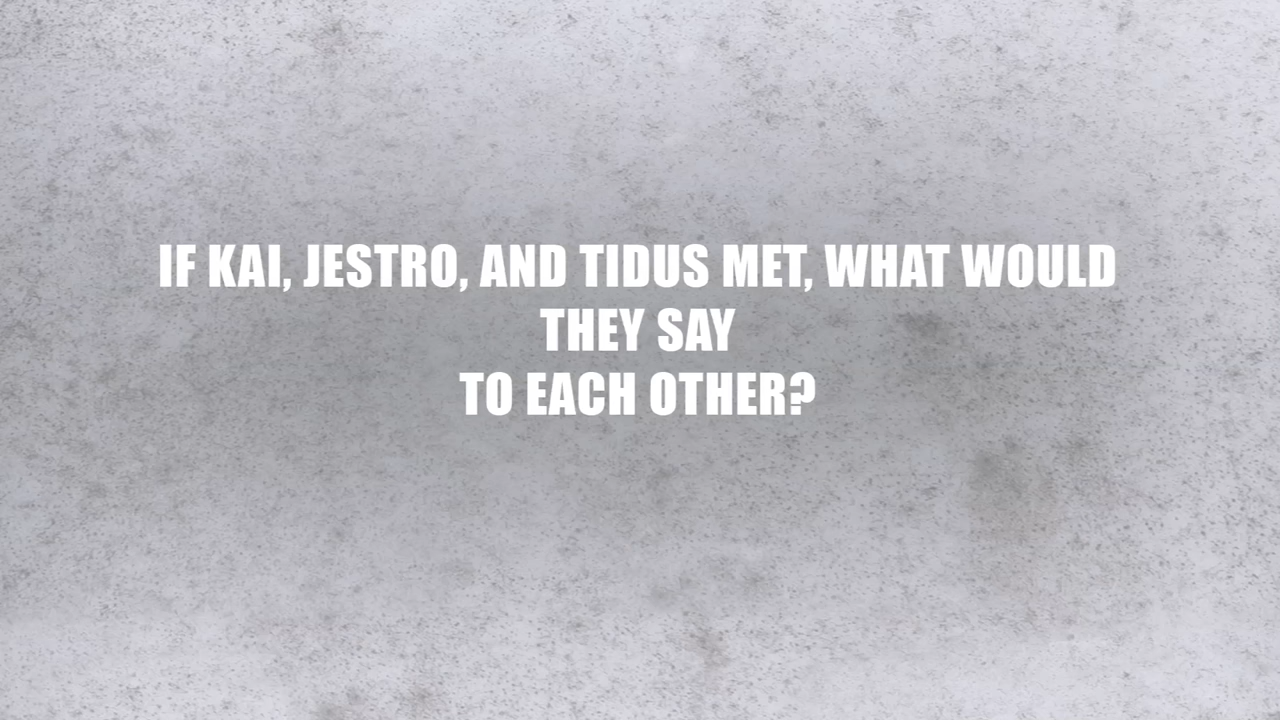 IF KAI, JESTRO, AND TIDUS MET, WHAT WOULD
THEY SAY
TO EACH OTHER?